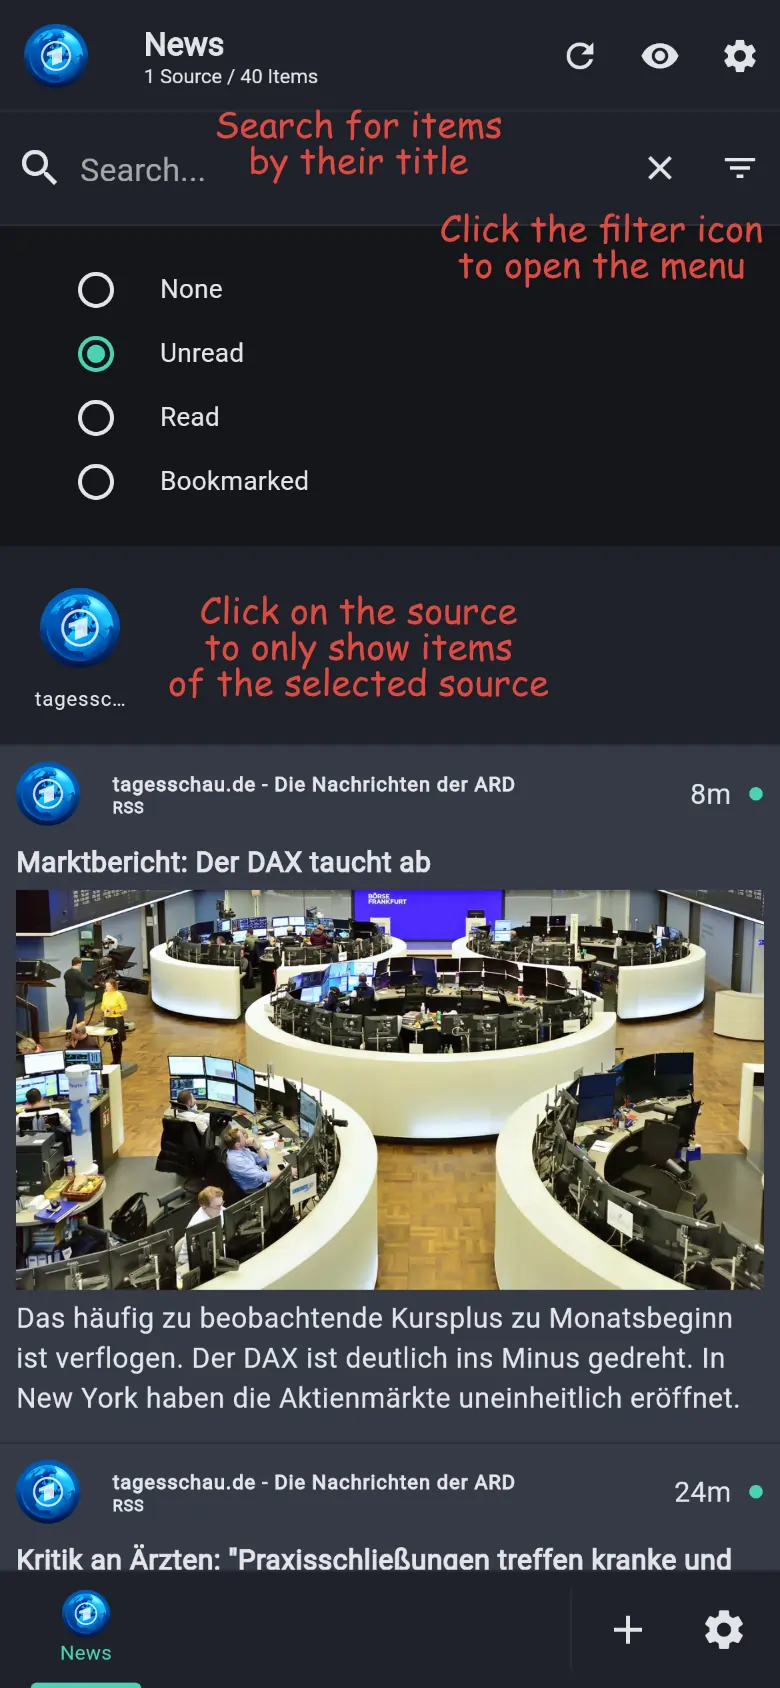 News
1 Source / 40 Items
Search for items
by their title
Search...
Click the filter icon
to open the menu
None
Unread
Read
Bookmarked
Click on the source
to only show items
of the selected source
tagessc...
tagesschau.de - Die Nachrichten der ARD
RSS
8m
Marktbericht: Der DAX taucht ab
BÖRSE
FRANKFURT
Das häufig zu beobachtende Kursplus zu Monatsbeginn
ist verflogen. Der DAX ist deutlich ins Minus gedreht. In
New York haben die Aktienmärkte uneinheitlich eröffnet.
tagesschau.de - Die Nachrichten der ARD
RSS
24m
Kritik an Ärzten: "Praxisschließungen treffen kranke und
News